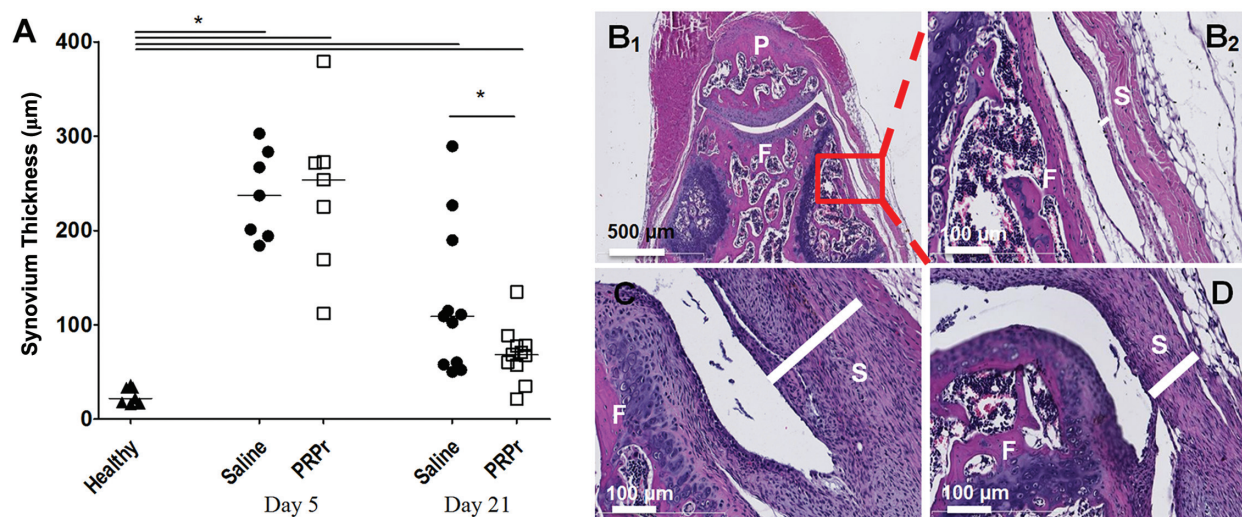 A
Synovium Thickness (µm)
400
300
200
100
0
*
*
Healthy
Saline
PRPr
Saline
PRPr
Day 5
Day 21
B1
P
F
500 µm
B2
S
F
100 µm
C
S
F
100 µm
D
S
F
100 µm